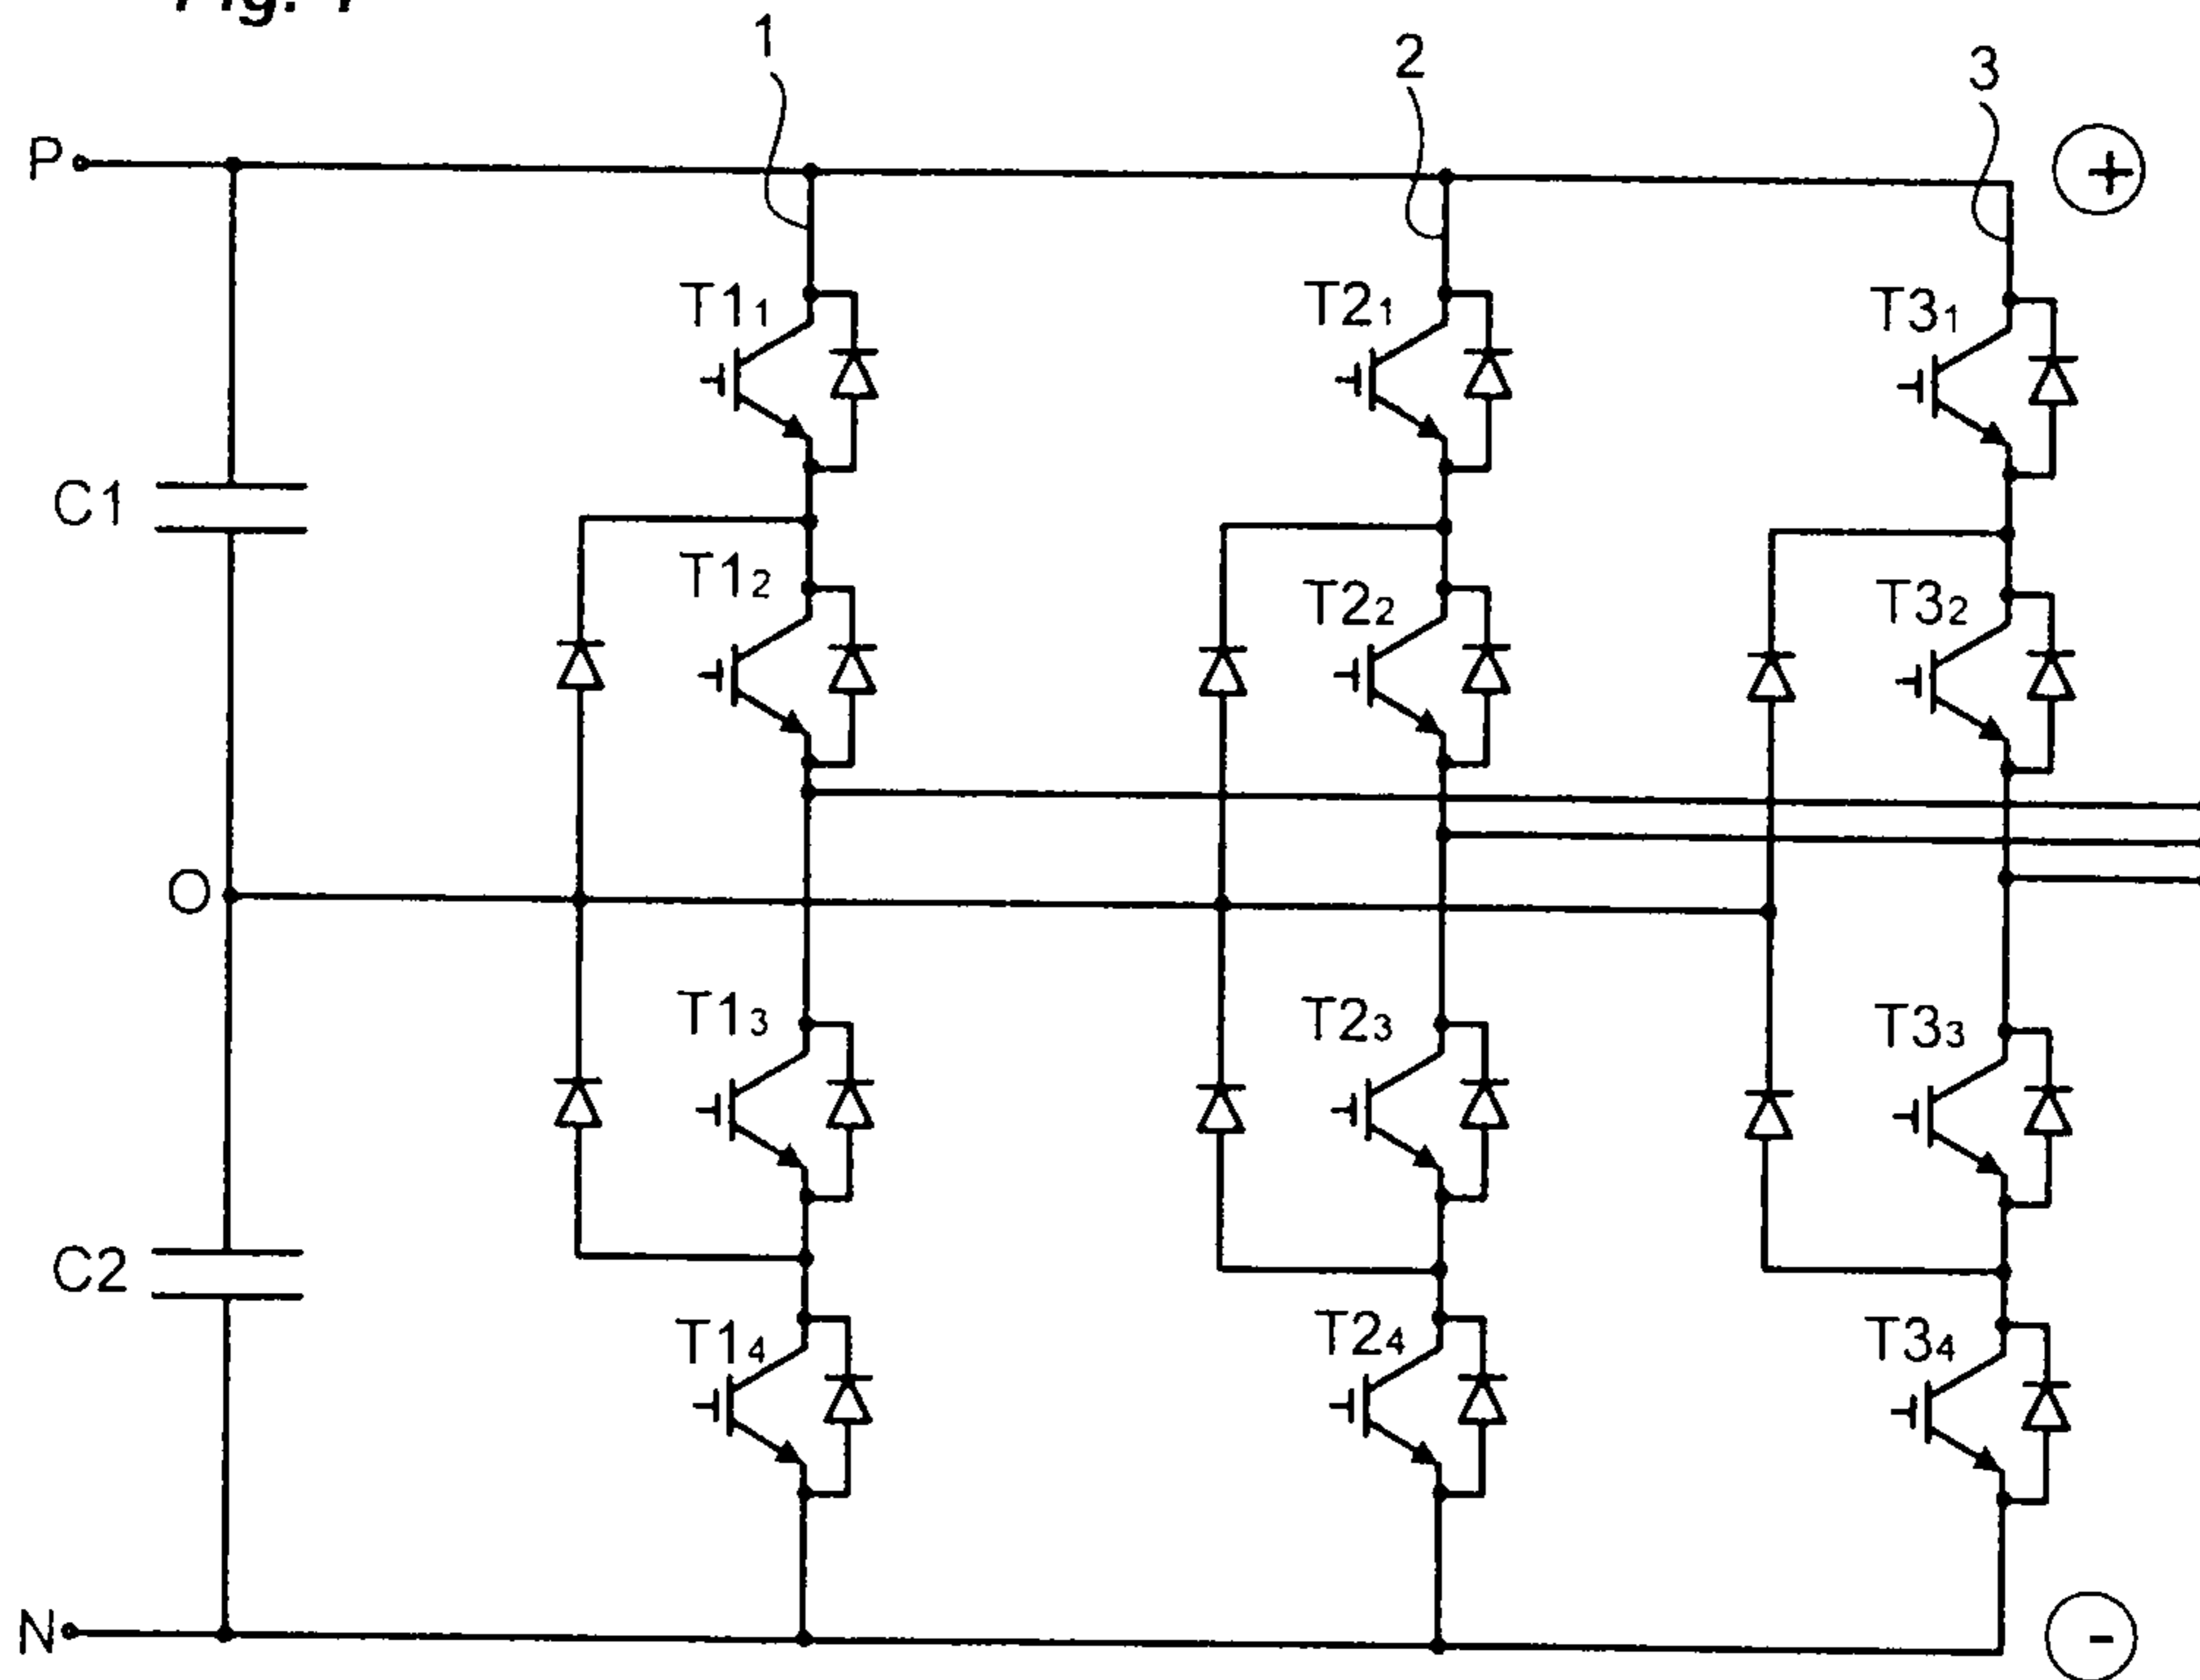 1
2
3
P
+
T1₁
T2₁
T3₁
C1
T1₂
T2₂
T3₂
O
T1₃
T2₃
T3₃
C2
T1₄
T2₄
T3₄
N
-